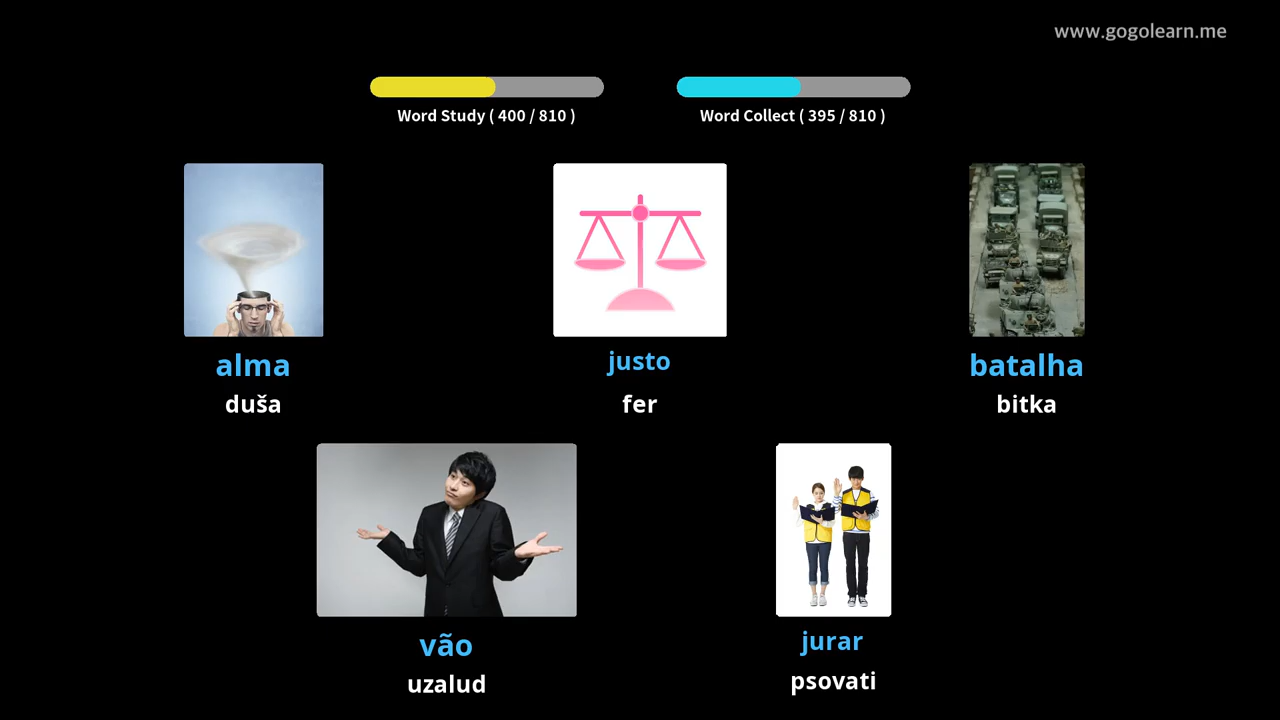 www.gogolearn.me
Word Study ( 400 / 810 )
Word Collect ( 395 / 810 )
alma
duša
justo
fer
batalha
bitka
vão
uzalud
jurar
psovati